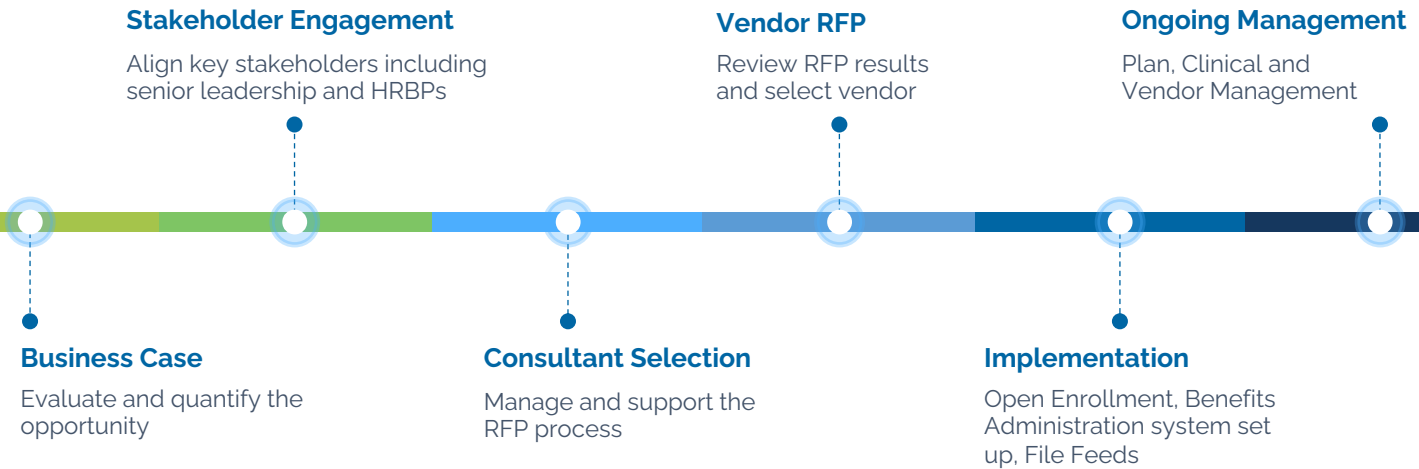 Stakeholder Engagement
Align key stakeholders including
senior leadership and HRBPs
Vendor RFP
Review RFP results
and select vendor
Ongoing Management
Plan, Clinical and
Vendor Management
Business Case
Evaluate and quantify the
opportunity
Consultant Selection
Manage and support the
RFP process
Implementation
Open Enrollment, Benefits
Administration system set
up, File Feeds